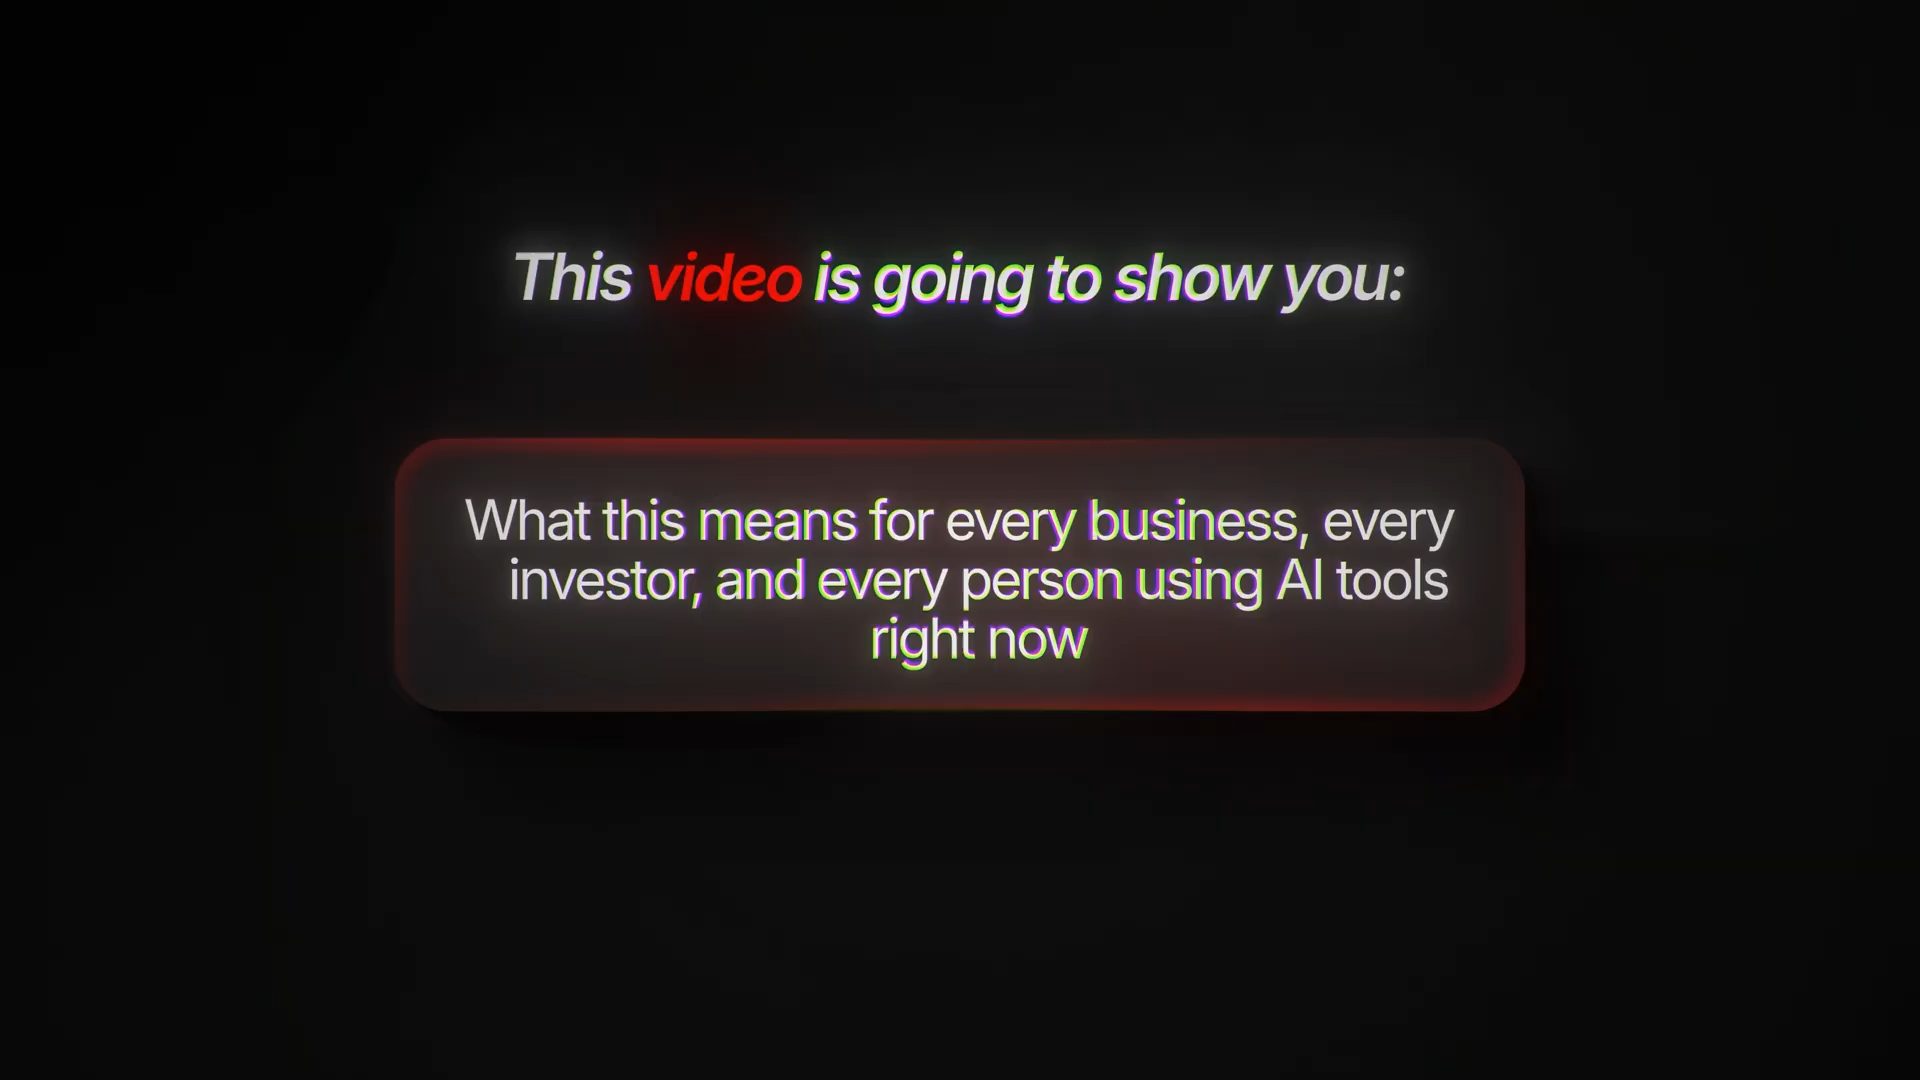 This video is going to show you:
What this means for every business, every
investor, and every person using AI tools
right now